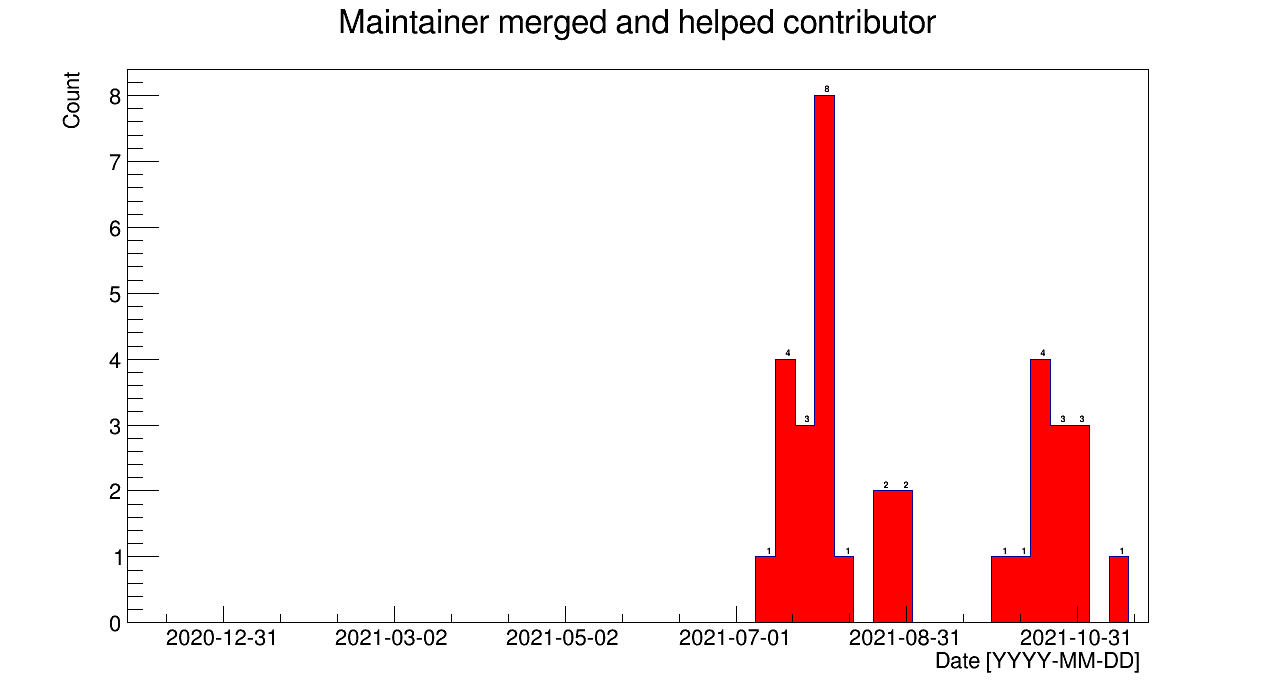 Maintainer merged and helped contributor
Count
8
7
6
5
4
3
2
1
0
1 4 3 8 1 2 2 1 1 4 3 3 1
2020-12-31 2021-03-02 2021-05-02 2021-07-01 2021-08-31 2021-10-31
Date [YYYY-MM-DD]